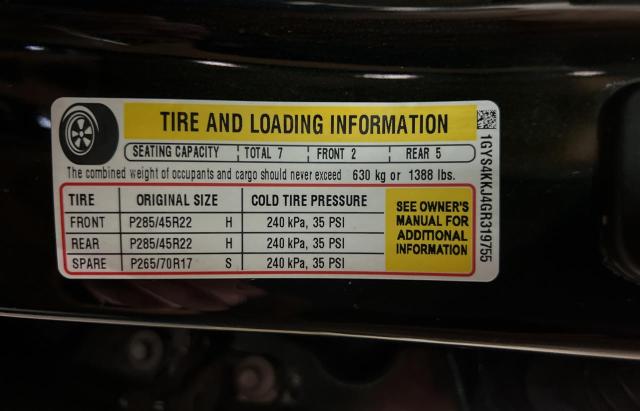 TIRE AND LOADING INFORMATION
SEATING CAPACITY TOTAL 7 FRONT 2 REAR 5
The combined weight of occupants and cargo should never exceed 630 kg or 1388 lbs.
TIRE ORIGINAL SIZE COLD TIRE PRESSURE
FRONT P285/45R22 H 240 kPa, 35 PSI
REAR P285/45R22 H 240 kPa, 35 PSI
SPARE P265/70R17 S 240 kPa, 35 PSI
SEE OWNER'S
MANUAL FOR
ADDITIONAL
INFORMATION
1GYS4KKJ4GR319755